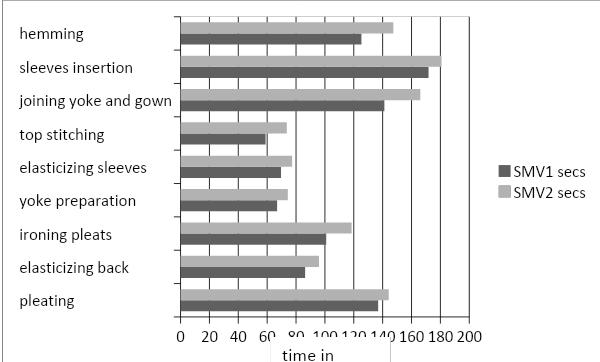 hemming
sleeves insertion
joining yoke and gown
top stitching
elasticizing sleeves
yoke preparation
ironing pleats
elasticizing back
pleating
SMV1 secs
SMV2 secs
0 20 40 60 80 100 120 140 160 180 200
time in